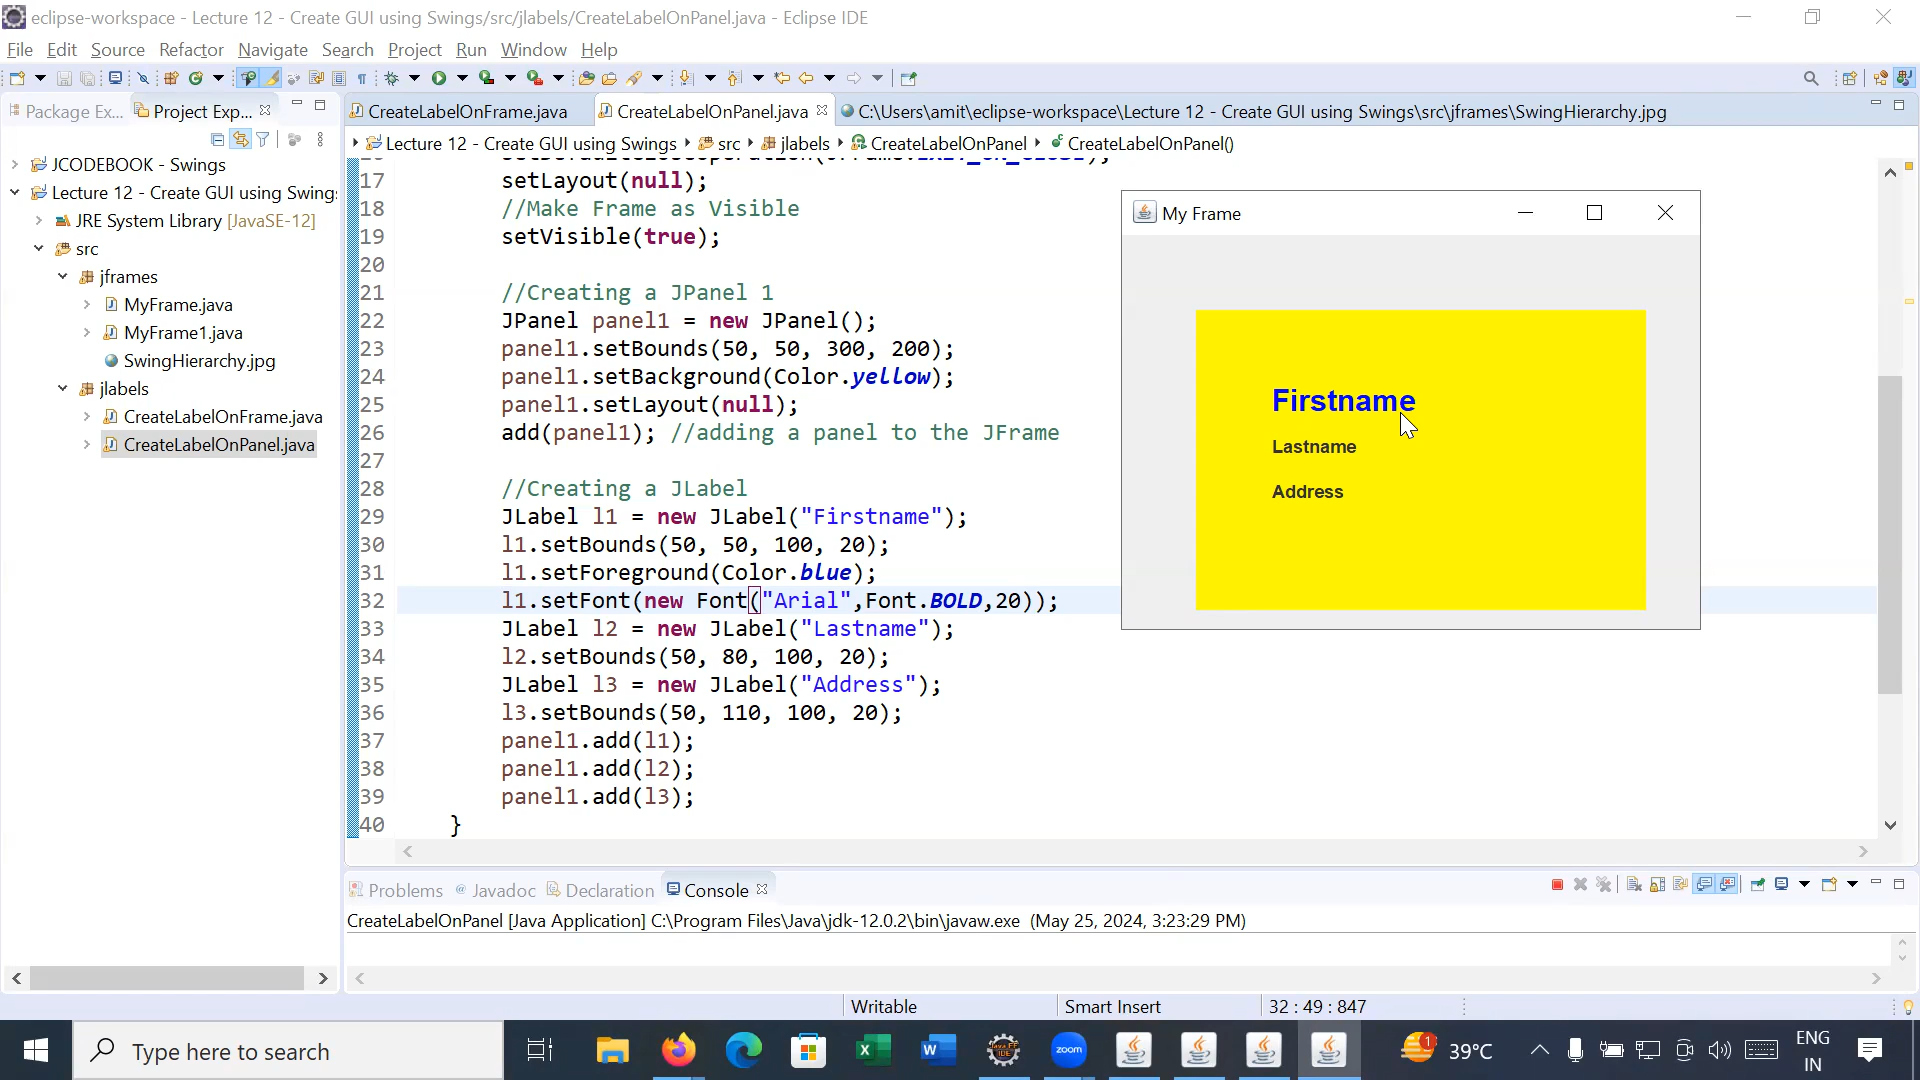 eclipse-workspace - Lecture 12 - Create GUI using Swings/src/jlabels/CreateLabelOnPanel.java - Eclipse IDE
File Edit Source Refactor Navigate Search Project Run Window Help
Package Ex... Project Exp...
JCODEBOOK - Swings
Lecture 12 - Create GUI using Swing:
JRE System Library [JavaSE-12]
src
jframes
MyFrame.java
MyFrame1.java
SwingHierarchy.jpg
jlabels
CreateLabelOnFrame.java
CreateLabelOnPanel.java
CreateLabelOnFrame.java CreateLabelOnPanel.java C:\Users\amit\eclipse-workspace\Lecture 12 - Create GUI using Swings\src\jframes\SwingHierarchy.jpg
Lecture 12 - Create GUI using Swings src jlabels CreateLabelOnPanel CreateLabelOnPanel()
17 setLayout(null);
18 //Make Frame as Visible
19 setVisible(true);
20
21 //Creating a JPanel 1
22 JPanel panel1 = new JPanel();
23 panel1.setBounds(50, 50, 300, 200);
24 panel1.setBackground(Color.yellow);
25 panel1.setLayout(null);
26 add(panel1); //adding a panel to the JFrame
27
28 //Creating a JLabel
29 JLabel l1 = new JLabel("Firstname");
30 l1.setBounds(50, 50, 100, 20);
31 l1.setForeground(Color.blue);
32 l1.setFont(new Font("Arial",Font.BOLD,20));
33 JLabel l2 = new JLabel("Lastname");
34 l2.setBounds(50, 80, 100, 20);
35 JLabel l3 = new JLabel("Address");
36 l3.setBounds(50, 110, 100, 20);
37 panel1.add(l1);
38 panel1.add(l2);
39 panel1.add(l3);
40 }
My Frame
Firstname
Lastname
Address
Problems Javadoc Declaration Console
CreateLabelOnPanel [Java Application] C:\Program Files\Java\jdk-12.0.2\bin\javaw.exe (May 25, 2024, 3:23:29 PM)
Writable Smart Insert 32 : 49 : 847
Type here to search
zoom
1
39°C
ENG
IN